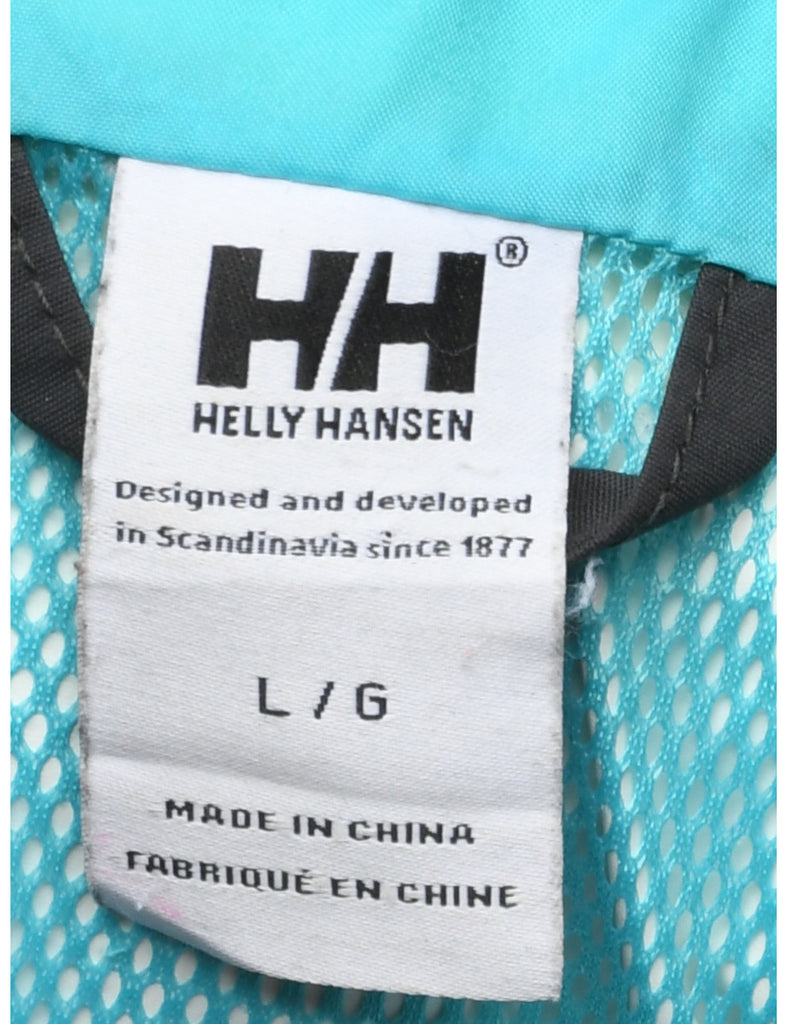 HH®
HELLY HANSEN
Designed and developed
in Scandinavia since 1877
L / G
MADE IN CHINA
FABRIQUÉ EN CHINE